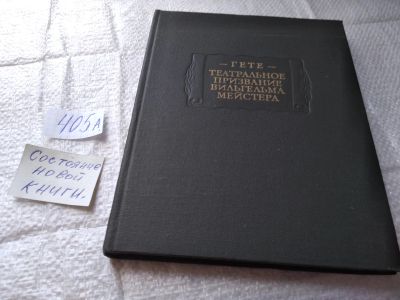 — ГЕТЕ —
ТЕАТРАЛЬНОЕ
ПРИЗВАНИЕ
ВИЛЬГЕЛЬМА
МЕЙСТЕРА
405А
Состояние
новой
книги.